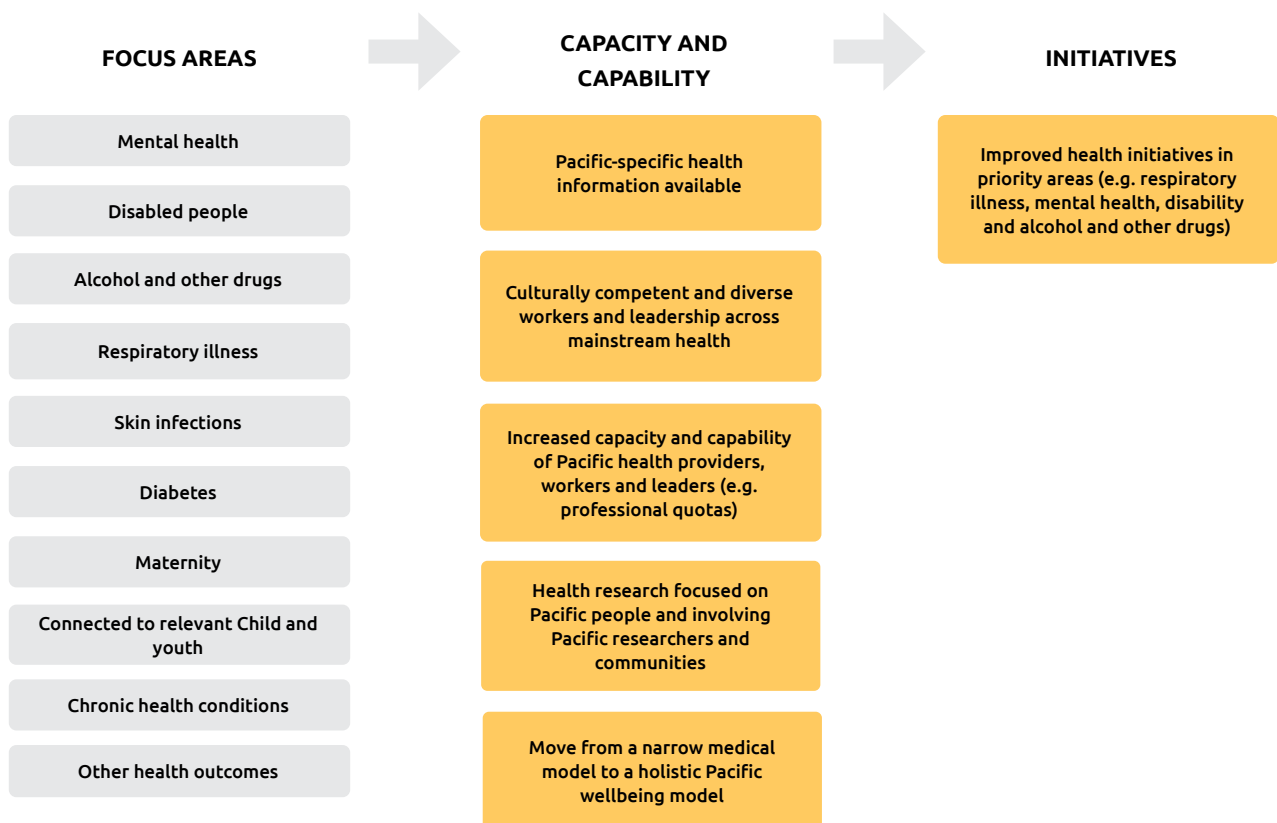 FOCUS AREAS
Mental health
Disabled people
Alcohol and other drugs
Respiratory illness
Skin infections
Diabetes
Maternity
Connected to relevant Child and
youth
Chronic health conditions
Other health outcomes
CAPACITY AND
CAPABILITY
Pacific-specific health
information available
Culturally competent and diverse
workers and leadership across
mainstream health
Increased capacity and capability
of Pacific health providers,
workers and leaders (e.g.
professional quotas)
Health research focused on
Pacific people and involving
Pacific researchers and
communities
Move from a narrow medical
model to a holistic Pacific
wellbeing model
INITIATIVES
Improved health initiatives in
priority areas (e.g. respiratory
illness, mental health, disability
and alcohol and other drugs)